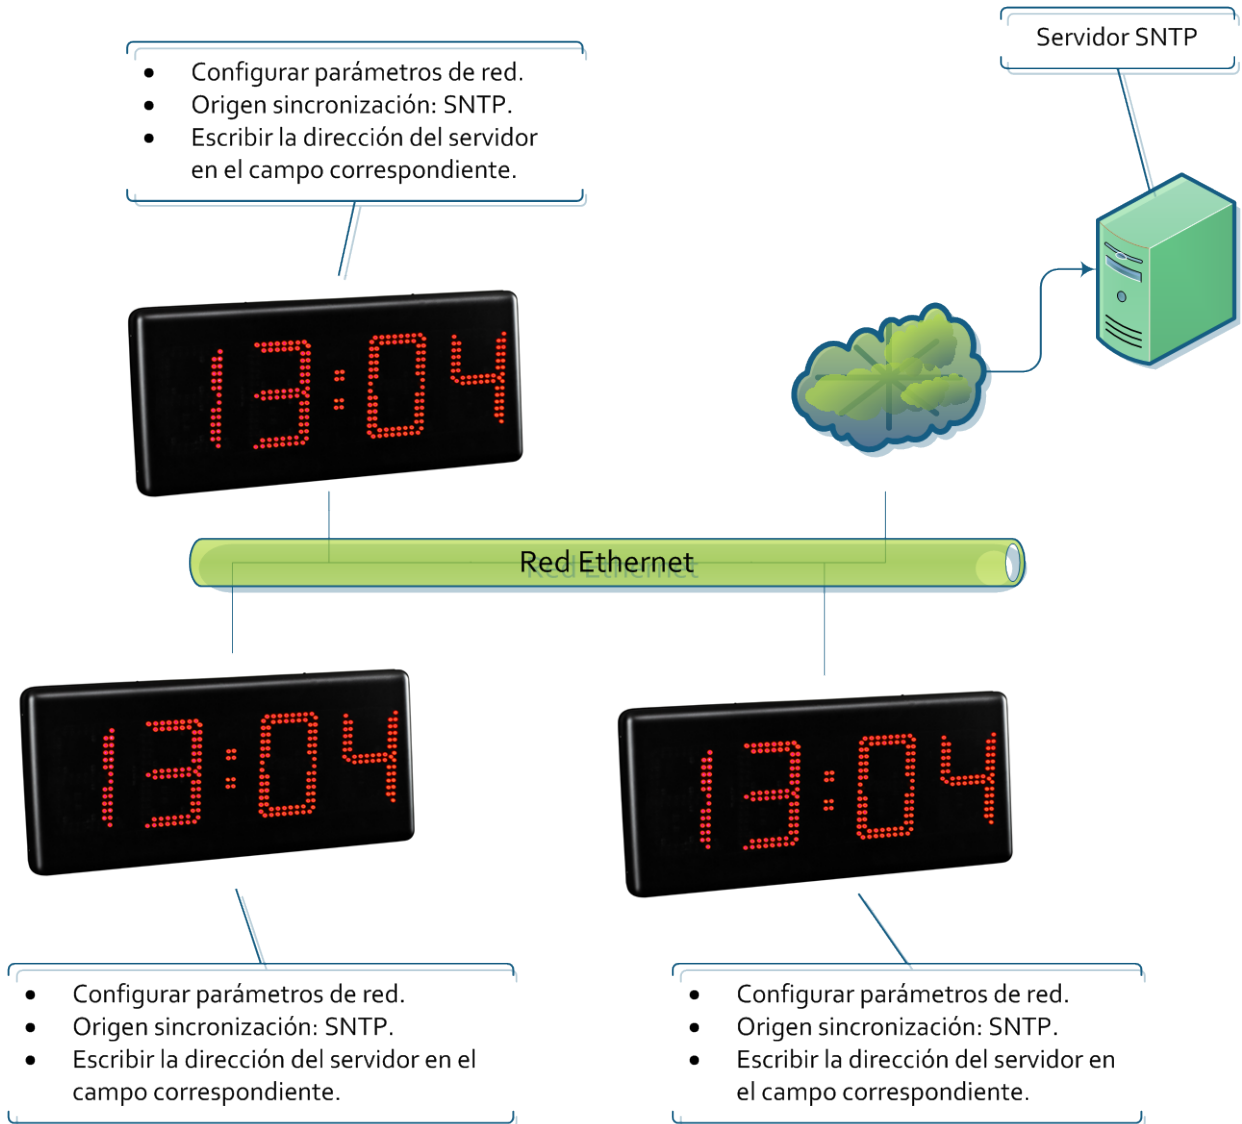 Servidor SNTP
• Configurar parámetros de red.
• Origen sincronización: SNTP.
• Escribir la dirección del servidor
en el campo correspondiente.
13:04
Red Ethernet
13:04
13:04
• Configurar parámetros de red.
• Origen sincronización: SNTP.
• Escribir la dirección del servidor en el
campo correspondiente.
• Configurar parámetros de red.
• Origen sincronización: SNTP.
• Escribir la dirección del servidor en
el campo correspondiente.